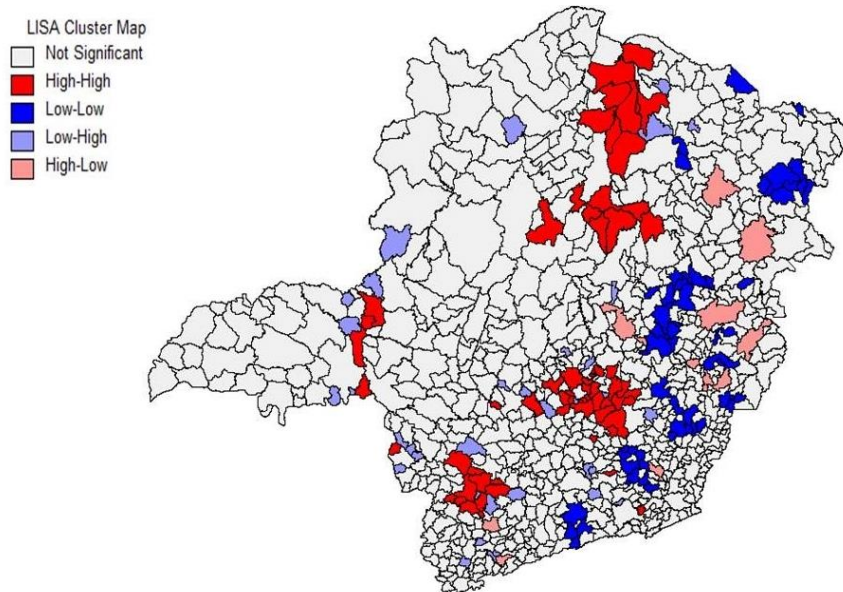 LISA Cluster Map
Not Significant
High-High
Low-Low
Low-High
High-Low